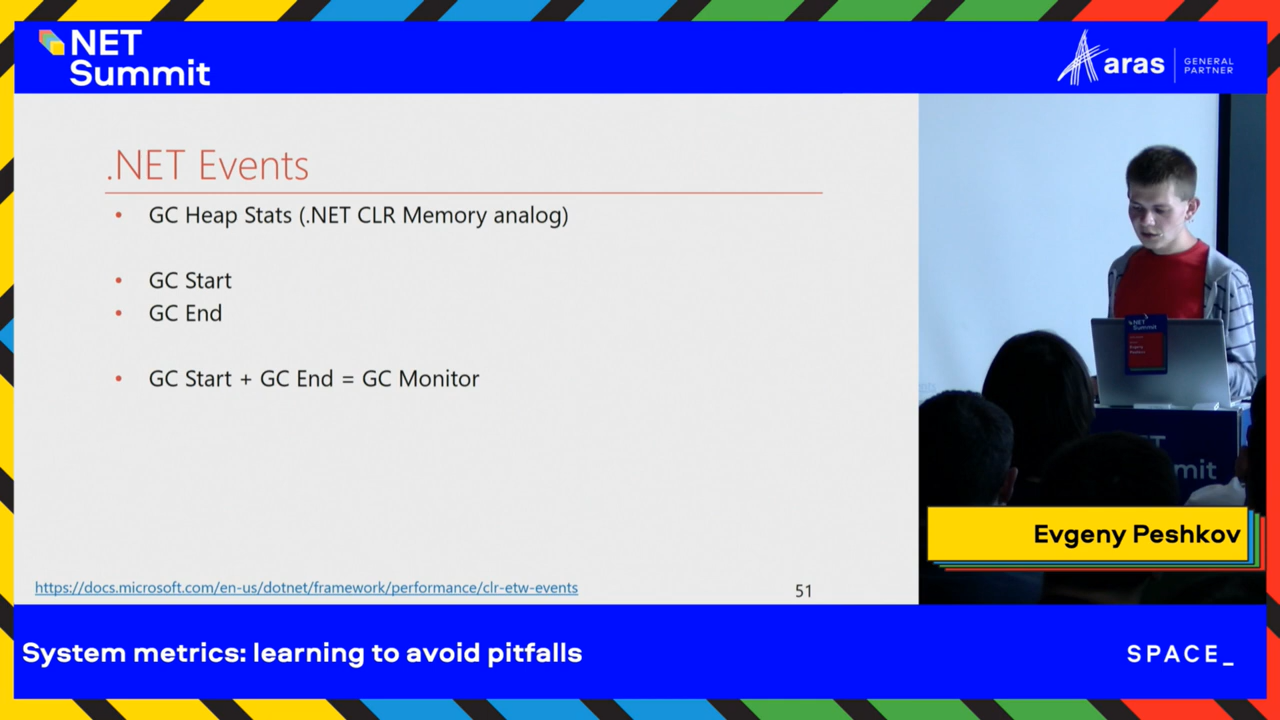 .NET
Summit
aras
GENERAL
PARTNER
.NET Events
• GC Heap Stats (.NET CLR Memory analog)
• GC Start
• GC End
• GC Start + GC End = GC Monitor
https://docs.microsoft.com/en-us/dotnet/framework/performance/clr-etw-events
51
.NET
Summit
Evgeny Peshkov
System metrics: learning to avoid pitfalls
SPACE_